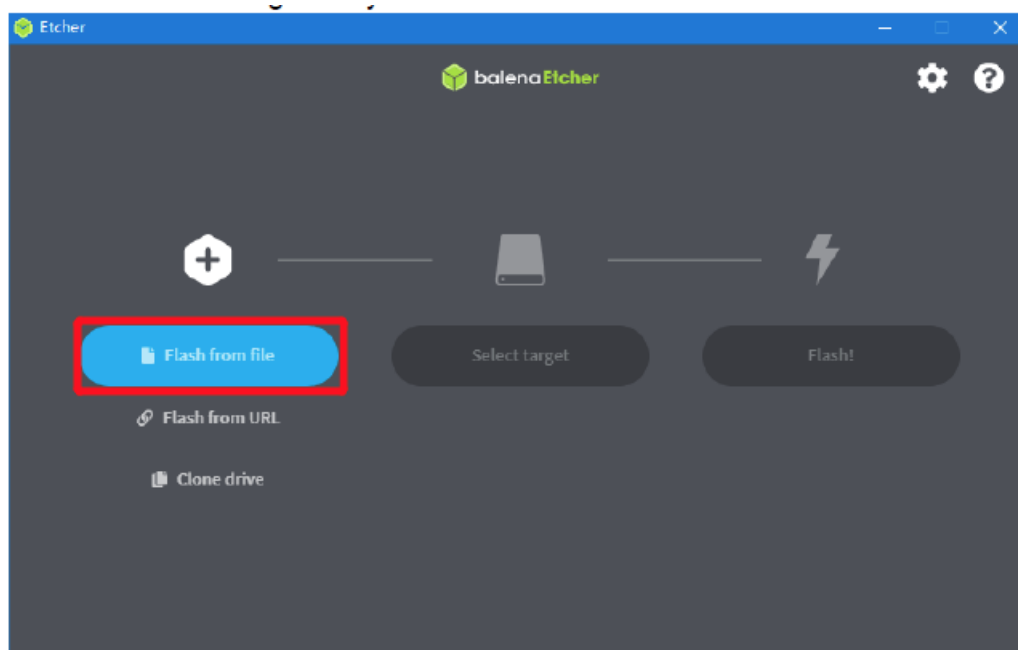 Etcher
balenaEtcher
Flash from file
Select target
Flash!
Flash from URL
Clone drive